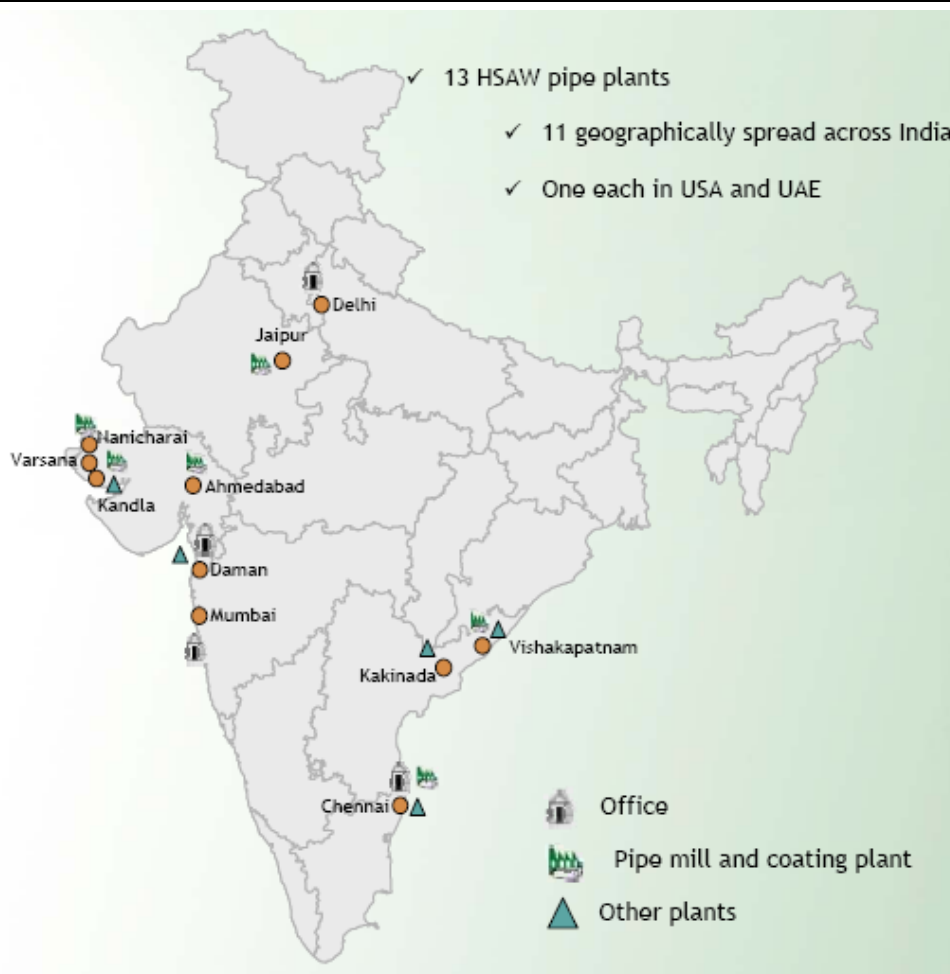 ✓ 13 HSAW pipe plants
✓ 11 geographically spread across India
✓ One each in USA and UAE
Delhi
Jaipur
Nanicharai
Varsana
Kandla
Ahmedabad
Daman
Mumbai
Vishakapatnam
Kakinada
Chennai
Office
Pipe mill and coating plant
Other plants